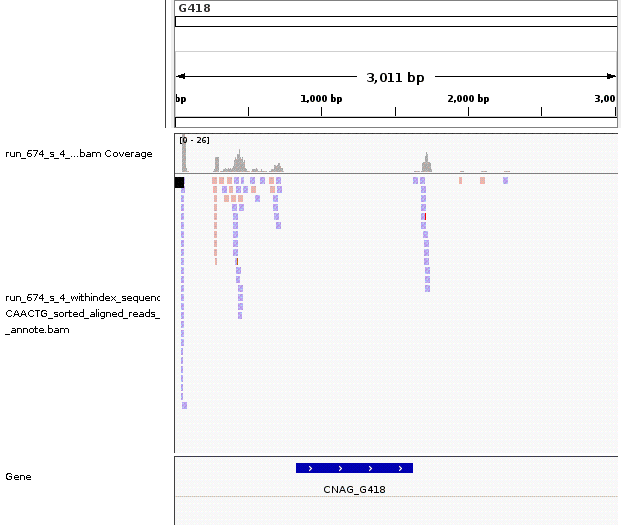 G418
3,011 bp
bp 1,000 bp 2,000 bp 3,00
[0 - 26]
run_674_s_4_...bam Coverage
run_674_s_4_withindex_sequenc
CAACTG_sorted_aligned_reads_
_annote.bam
Gene
CNAG_G418